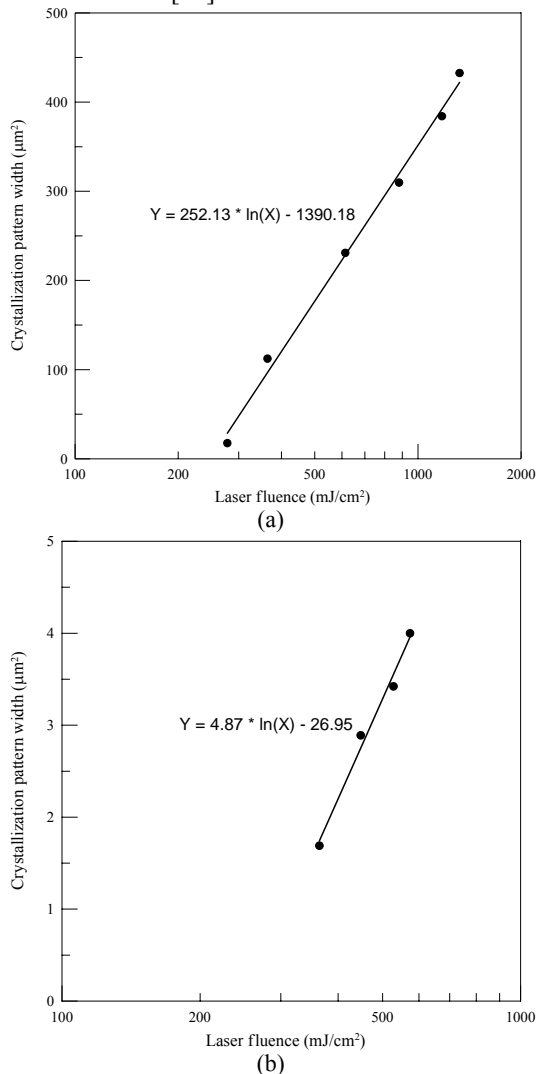 500
400
300
200
100
0
Crystallization pattern width (μm²)
Y = 252.13 * ln(X) - 1390.18
100 200 500 1000 2000
Laser fluence (mJ/cm²)
(a)
5
4
3
2
1
0
Crystallization pattern width (μm²)
Y = 4.87 * ln(X) - 26.95
100 200 500 1000
Laser fluence (mJ/cm²)
(b)